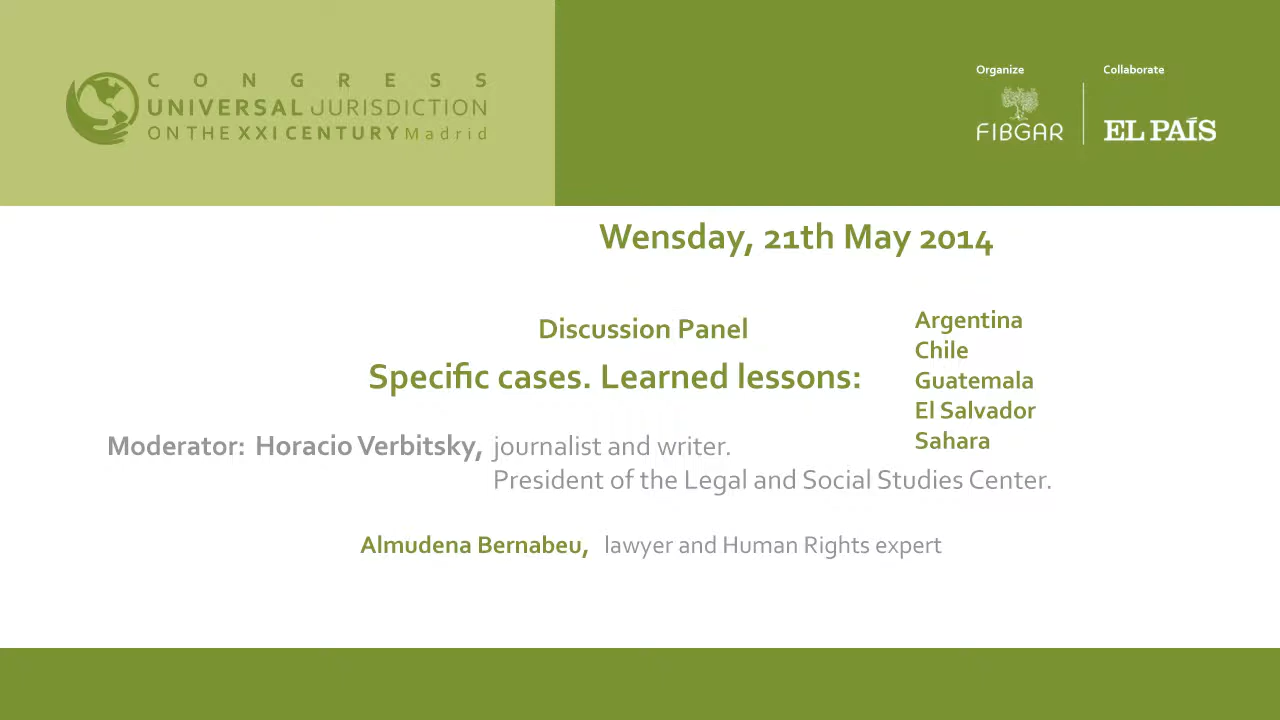 CONGRESS
UNIVERSAL JURISDICTION
ON THE XXI CENTURY Madrid
Organize
FIBGAR
Collaborate
EL PAÍS
Wensday, 21th May 2014
Discussion Panel
Specific cases. Learned lessons:
Argentina
Chile
Guatemala
El Salvador
Sahara
Moderator: Horacio Verbitsky, journalist and writer.
President of the Legal and Social Studies Center.
Almudena Bernabeu, lawyer and Human Rights expert